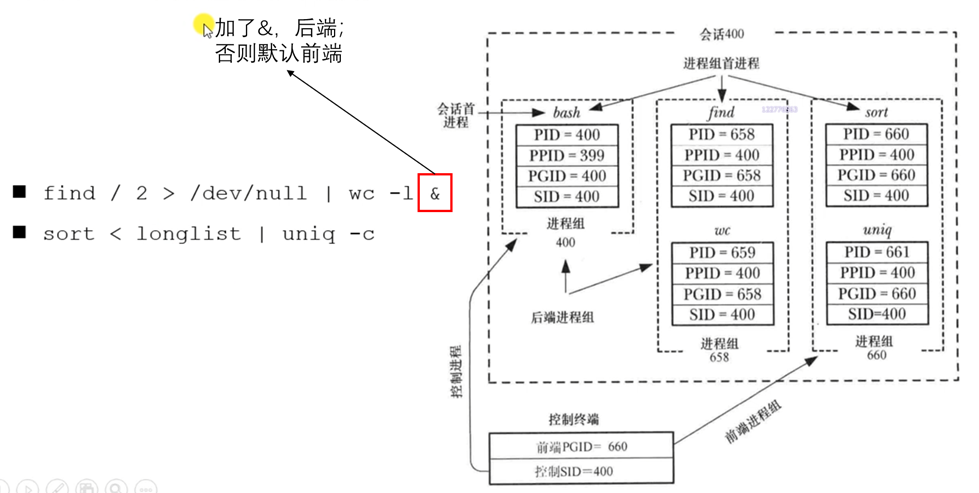 加了&，后端；
否则默认前端
find / 2 > /dev/null | wc -l &
sort < longlist | uniq -c
会话400
进程组首进程
会话首
进程
bash
PID = 400
PPID = 399
PGID = 400
SID = 400
进程组
400
find
PID = 658
PPID = 400
PGID = 658
SID = 400
wc
PID = 659
PPID = 400
PGID = 658
SID = 400
进程组
658
sort
PID = 660
PPID = 400
PGID = 660
SID = 400
uniq
PID = 661
PPID = 400
PGID = 660
SID=400
进程组
660
后端进程组
控制进程
前端进程组
控制终端
前端PGID= 660
控制SID=400